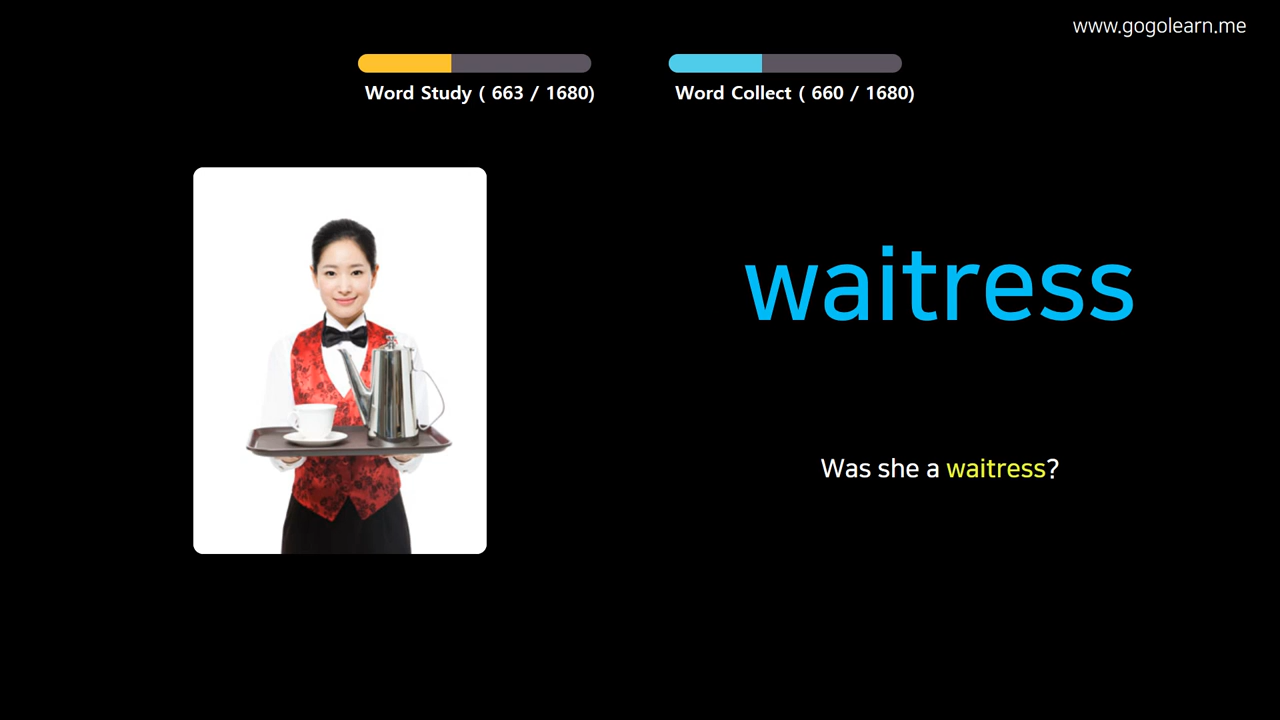 www.gogolearn.me
Word Study ( 663 / 1680)
Word Collect ( 660 / 1680)
waitress
Was she a waitress?